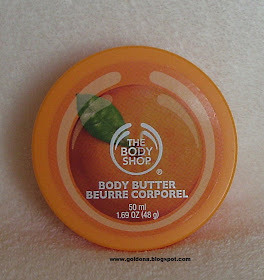 THE
BODY
SHOP®
BODY BUTTER
BEURRE CORPOREL
50 ml
1.69 OZ (48 g)
www.goldona.blogspot.com